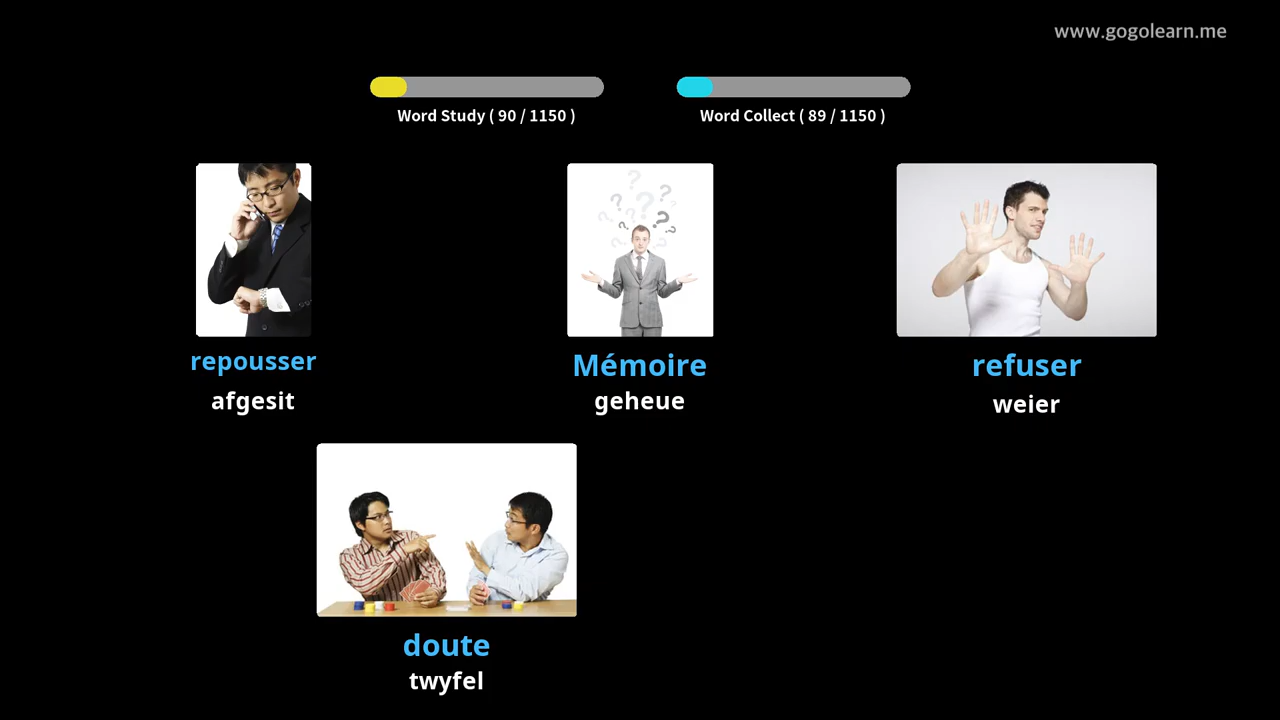 www.gogolearn.me
Word Study ( 90 / 1150 )
Word Collect ( 89 / 1150 )
repousser
afgesit
Mémoire
geheue
refuser
weier
doute
twyfel